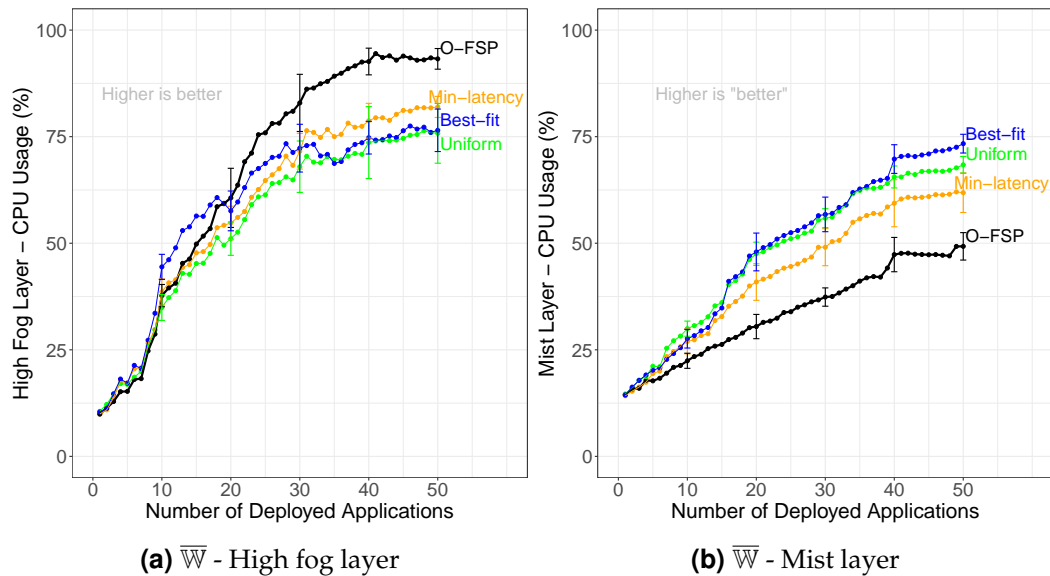 High Fog Layer − CPU Usage (%)
100
75
50
25
0
Higher is better
O−FSP
Min−latency
Best−fit
Uniform
0 10 20 30 40 50
Number of Deployed Applications
(a) W̅ - High fog layer
Mist Layer − CPU Usage (%)
100
75
50
25
0
Higher is "better"
Best−fit
Uniform
Min−latency
O−FSP
0 10 20 30 40 50
Number of Deployed Applications
(b) W̅ - Mist layer